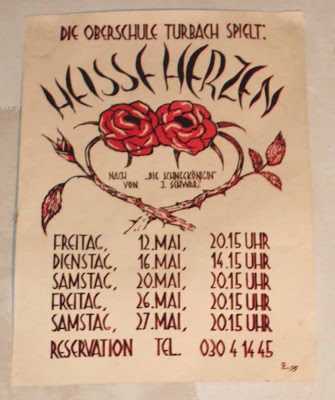 DIE OBERSCHULE TURBACH SPIELT:
HEISSE HERZEN
NACH „DIE SCHNEEKÖNIGIN"
VON J. SCHWARZ
FREITAG, 12. MAI, 20.15 UHR
DIENSTAG, 16. MAI, 14.15 UHR
SAMSTAG, 20. MAI, 20.15 UHR
FREITAG, 26. MAI, 20.15 UHR
SAMSTAG, 27. MAI, 20.15 UHR
RESERVATION TEL. 030 4 14 45